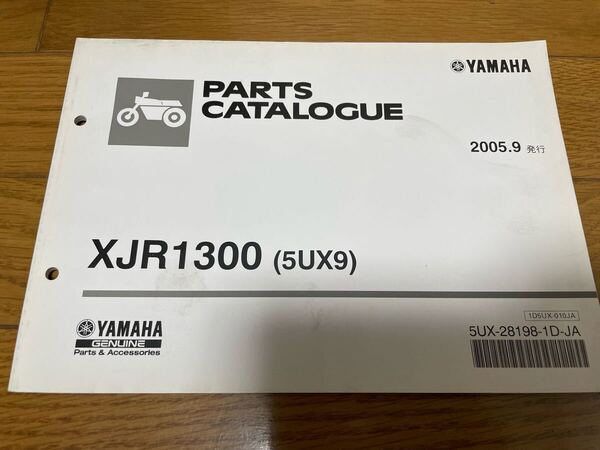 PARTS
CATALOGUE
YAMAHA
2005.9 発行
XJR1300 (5UX9)
YAMAHA
GENUINE
Parts & Accessories
1D5UX-010JA
5UX-28198-1D-JA